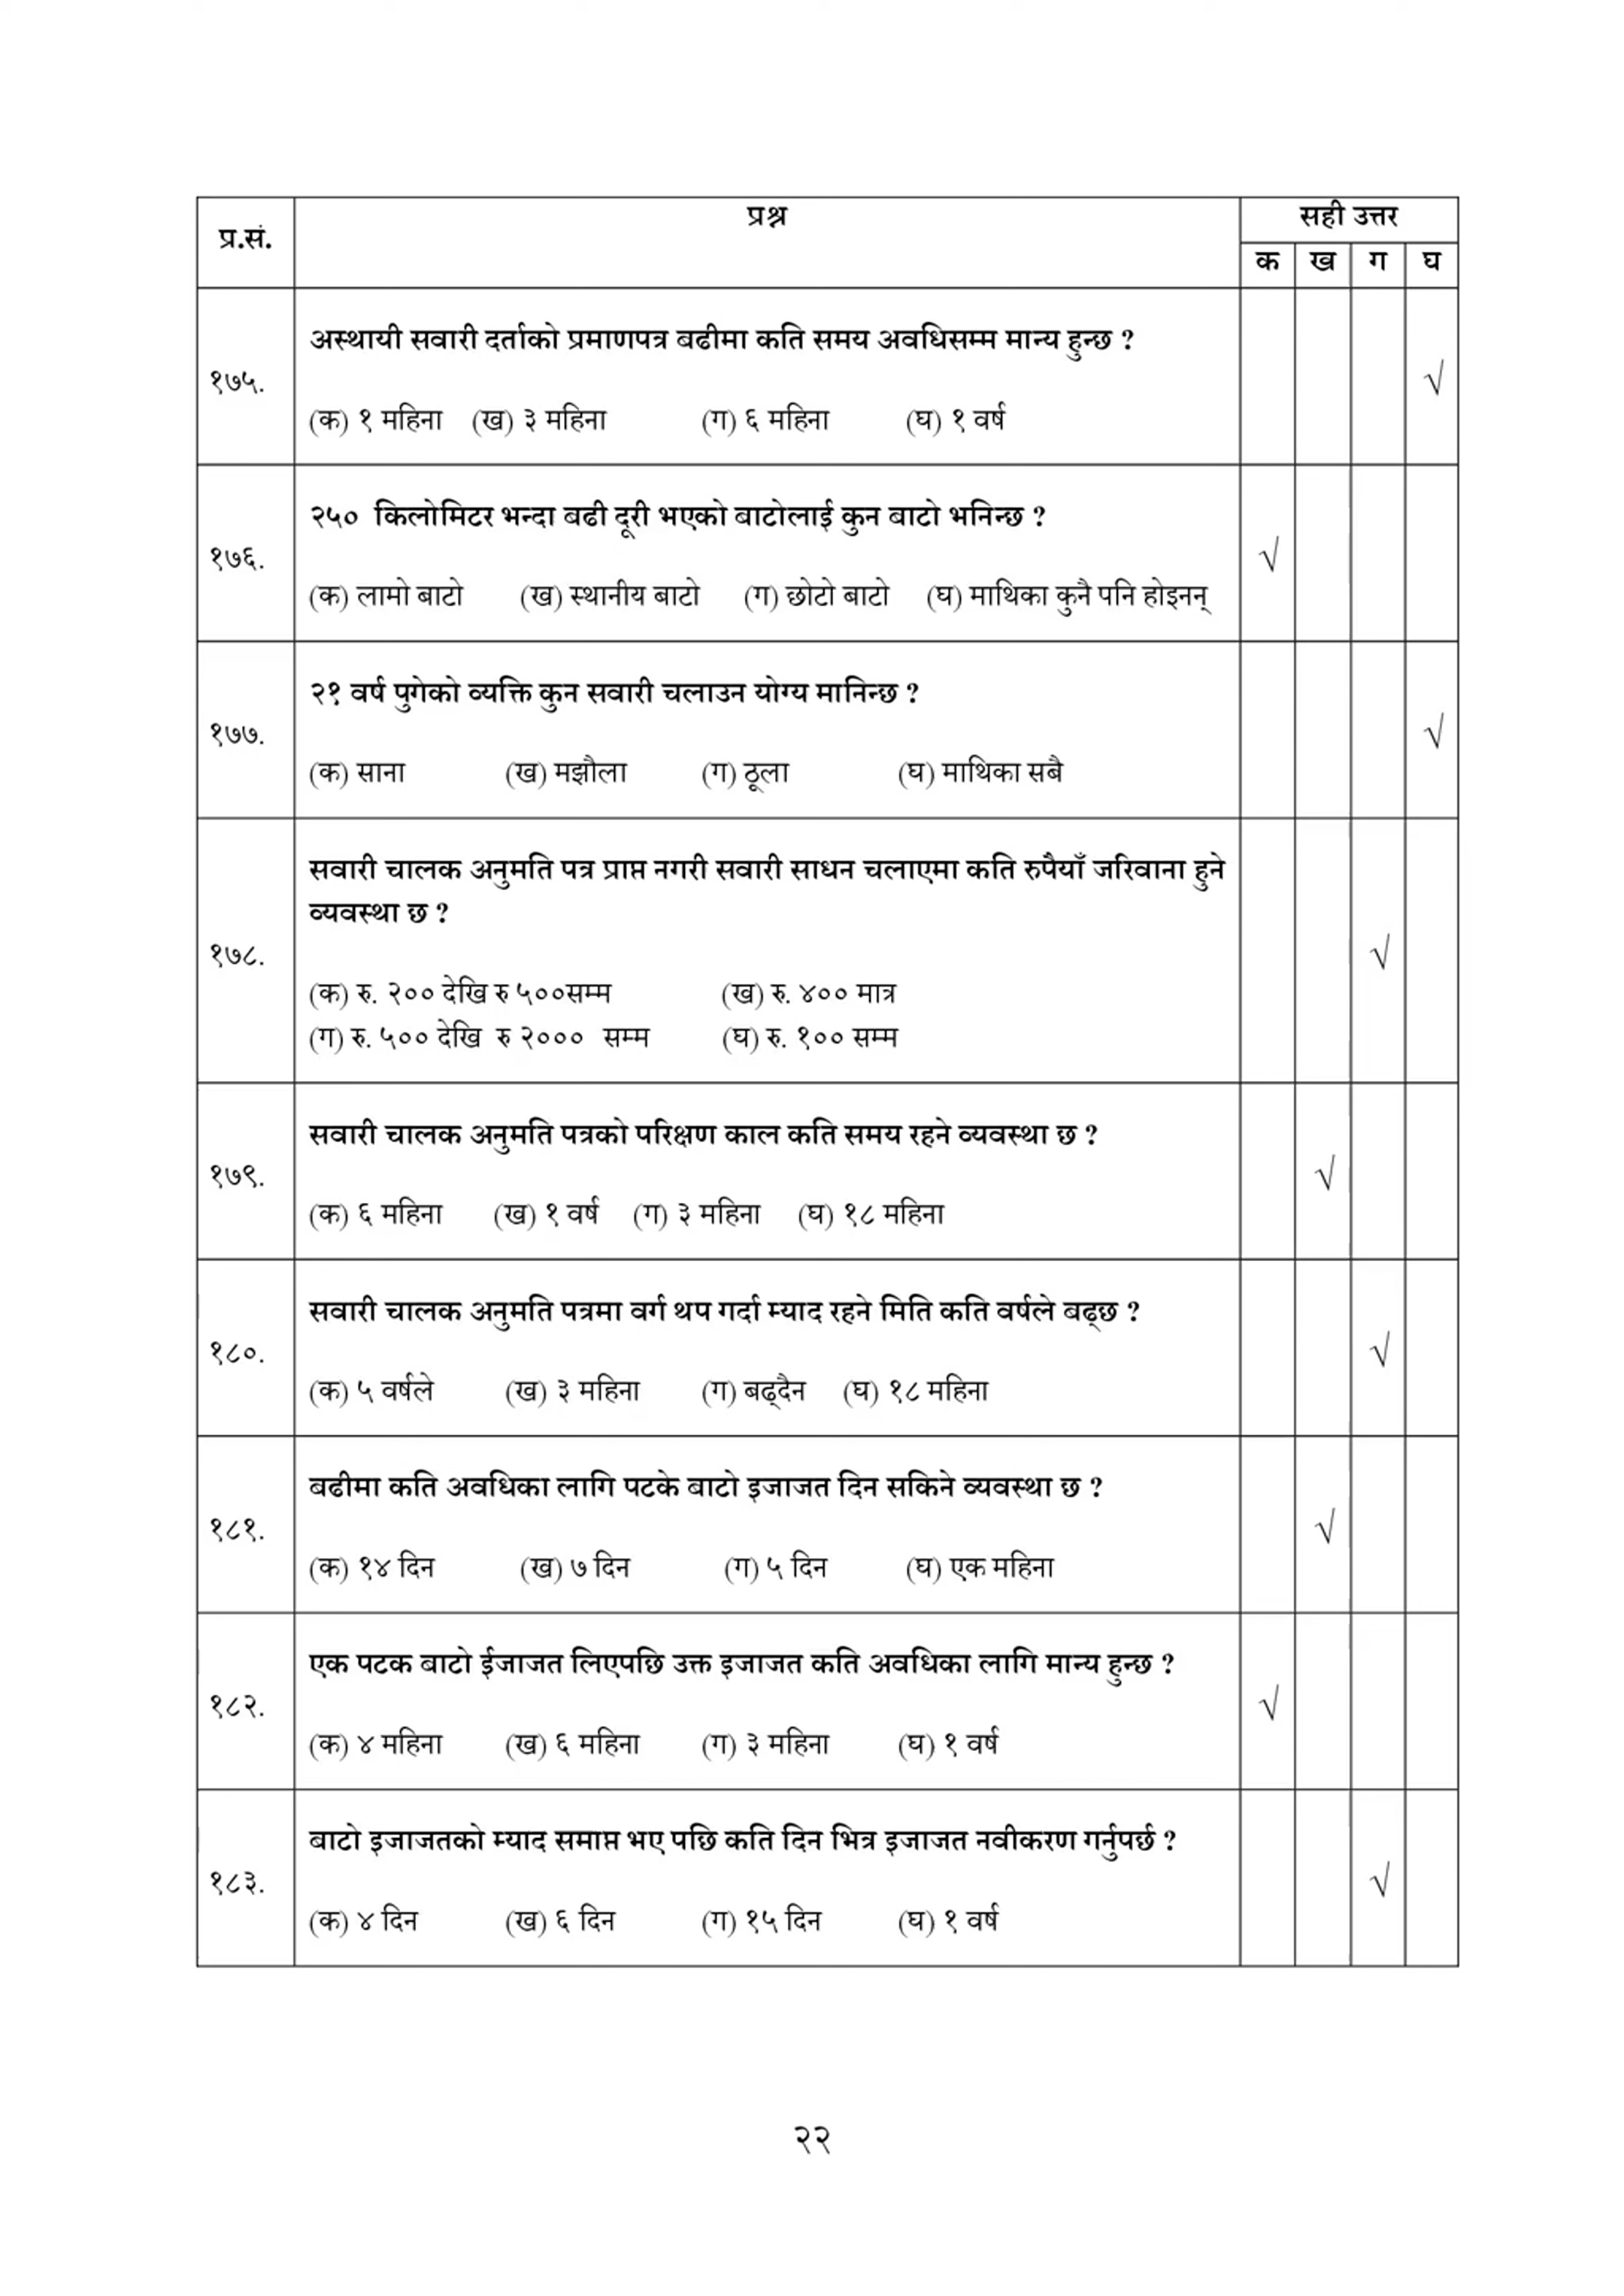 प्र.सं. प्रश्न सही उत्तर
क ख ग घ
१७५. अस्थायी सवारी दर्ताको प्रमाणपत्र बढीमा कति समय अवधिसम्म मान्य हुन्छ ?
(क) १ महिना (ख) ३ महिना (ग) ६ महिना (घ) १ वर्ष √
१७६. २५० किलोमिटर भन्दा बढी दूरी भएको बाटोलाई कुन बाटो भनिन्छ ?
(क) लामो बाटो (ख) स्थानीय बाटो (ग) छोटो बाटो (घ) माथिका कुनै पनि होइनन् √
१७७. २१ वर्ष पुगेको व्यक्ति कुन सवारी चलाउन योग्य मानिन्छ ?
(क) साना (ख) मझौला (ग) ठूला (घ) माथिका सबै √
१७८. सवारी चालक अनुमति पत्र प्राप्त नगरी सवारी साधन चलाएमा कति रुपैयाँ जरिवाना हुने
व्यवस्था छ ?
(क) रु. २०० देखि रु ५००सम्म (ख) रु. ४०० मात्र √
(ग) रु. ५०० देखि रु २००० सम्म (घ) रु. १०० सम्म
१७९. सवारी चालक अनुमति पत्रको परिक्षण काल कति समय रहने व्यवस्था छ ?
(क) ६ महिना (ख) १ वर्ष (ग) ३ महिना (घ) १८ महिना √
१८०. सवारी चालक अनुमति पत्रमा वर्ग थप गर्दा म्याद रहने मिति कति वर्षले बढ्छ ?
(क) ५ वर्षले (ख) ३ महिना (ग) बढ्दैन (घ) १८ महिना √
१८१. बढीमा कति अवधिका लागि पटके बाटो इजाजत दिन सकिने व्यवस्था छ ?
(क) १४ दिन (ख) ७ दिन (ग) ५ दिन (घ) एक महिना √
१८२. एक पटक बाटो ईजाजत लिएपछि उक्त इजाजत कति अवधिका लागि मान्य हुन्छ ?
(क) ४ महिना (ख) ६ महिना (ग) ३ महिना (घ) १ वर्ष √
१८३. बाटो इजाजतको म्याद समाप्त भए पछि कति दिन भित्र इजाजत नवीकरण गर्नुपर्छ ?
(क) ४ दिन (ख) ६ दिन (ग) १५ दिन (घ) १ वर्ष √
२२